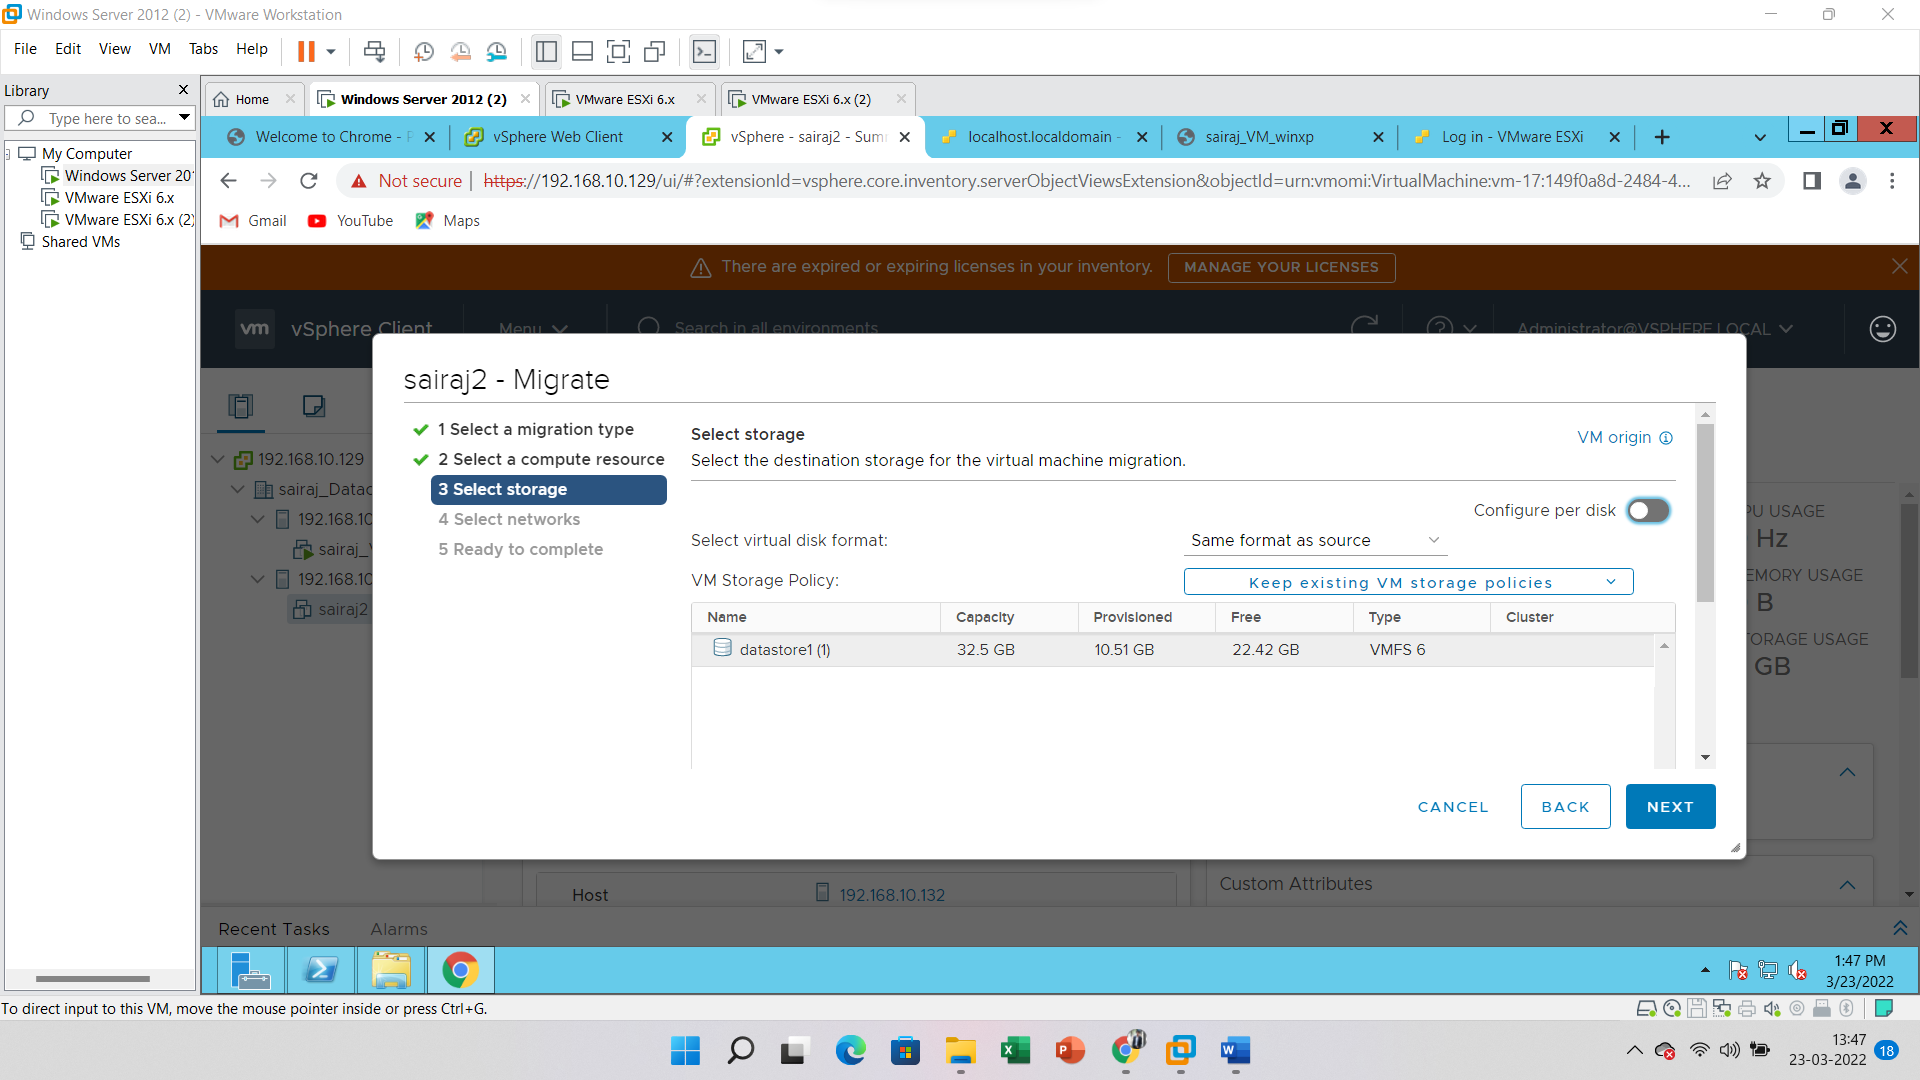 Windows Server 2012 (2) - VMware Workstation
File Edit View VM Tabs Help
Library
Type here to sea...
My Computer
Windows Server 20
VMware ESXi 6.x
VMware ESXi 6.x (2)
Shared VMs
Home
Windows Server 2012 (2)
VMware ESXi 6.x
VMware ESXi 6.x (2)
Welcome to Chrome -
vSphere Web Client
vSphere - sairaj2 - Sum
localhost.localdomain -
sairaj_VM_winxp
Log in - VMware ESXi
Not secure
https://192.168.10.129/ui/#?extensionId=vsphere.core.inventory.serverObjectViewsExtension&objectId=urn:vmomi:VirtualMachine:vm-17:149f0a8d-2484-4...
Gmail YouTube Maps
There are expired or expiring licenses in your inventory.
MANAGE YOUR LICENSES
vm vSphere Client Menu Search in all environments Administrator@VSPHERE.LOCAL
192.168.10.129
sairaj_Datac
192.168.10
sairaj_
192.168.10
sairaj2
sairaj2 - Migrate
1 Select a migration type
2 Select a compute resource
3 Select storage
4 Select networks
5 Ready to complete
Select storage
VM origin
Select the destination storage for the virtual machine migration.
Configure per disk
Select virtual disk format: Same format as source
VM Storage Policy: Keep existing VM storage policies
Name Capacity Provisioned Free Type Cluster
datastore1 (1) 32.5 GB 10.51 GB 22.42 GB VMFS 6
CANCEL BACK NEXT
PU USAGE
Hz
EMORY USAGE
B
TORAGE USAGE
GB
Host 192.168.10.132
Custom Attributes
Recent Tasks Alarms
1:47 PM
3/23/2022
To direct input to this VM, move the mouse pointer inside or press Ctrl+G.
13:47
23-03-2022
18